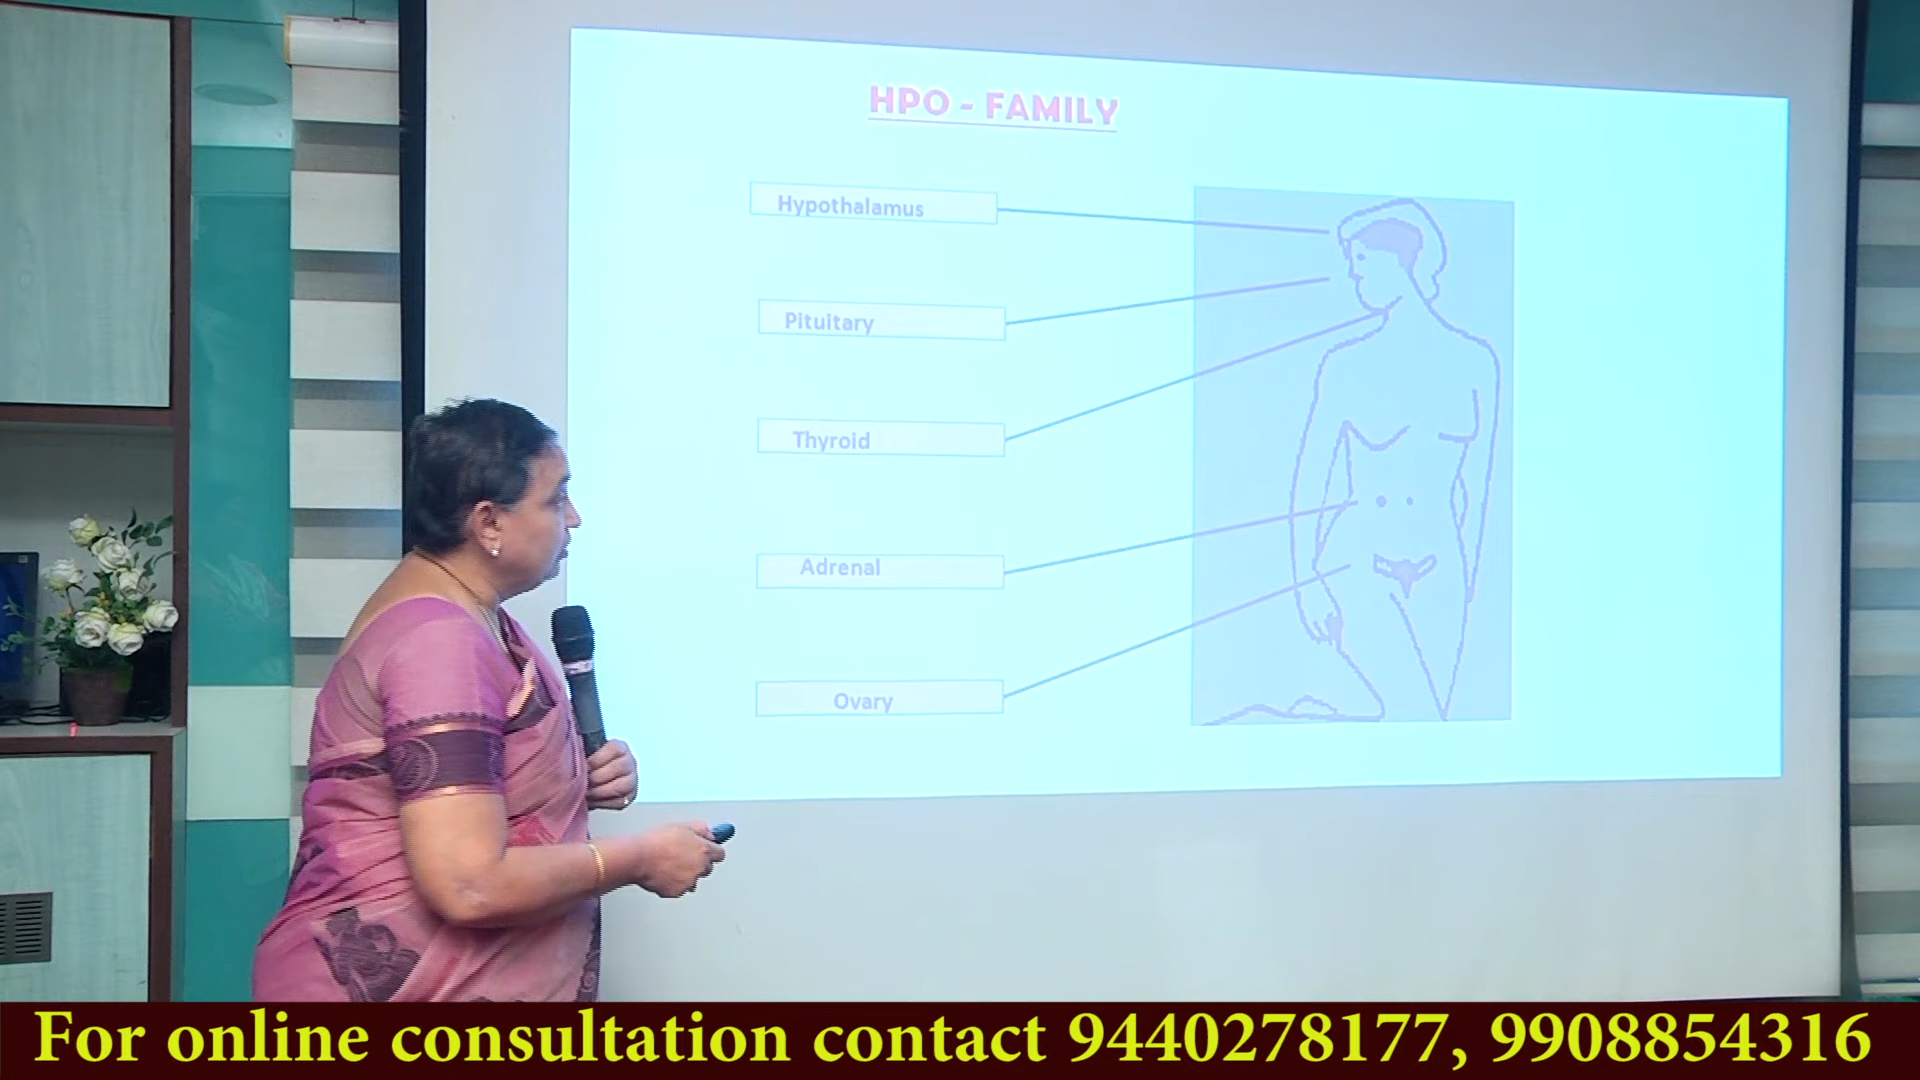 HPO - FAMILY
Hypothalamus
Pituitary
Thyroid
Adrenal
Ovary
For online consultation contact 9440278177, 9908854316